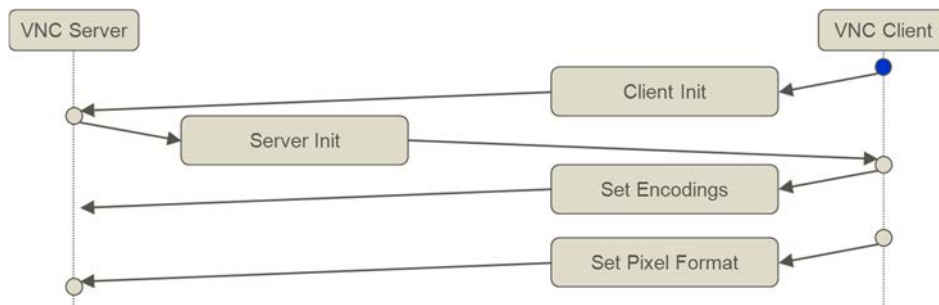 VNC Server
VNC Client
Client Init
Server Init
Set Encodings
Set Pixel Format